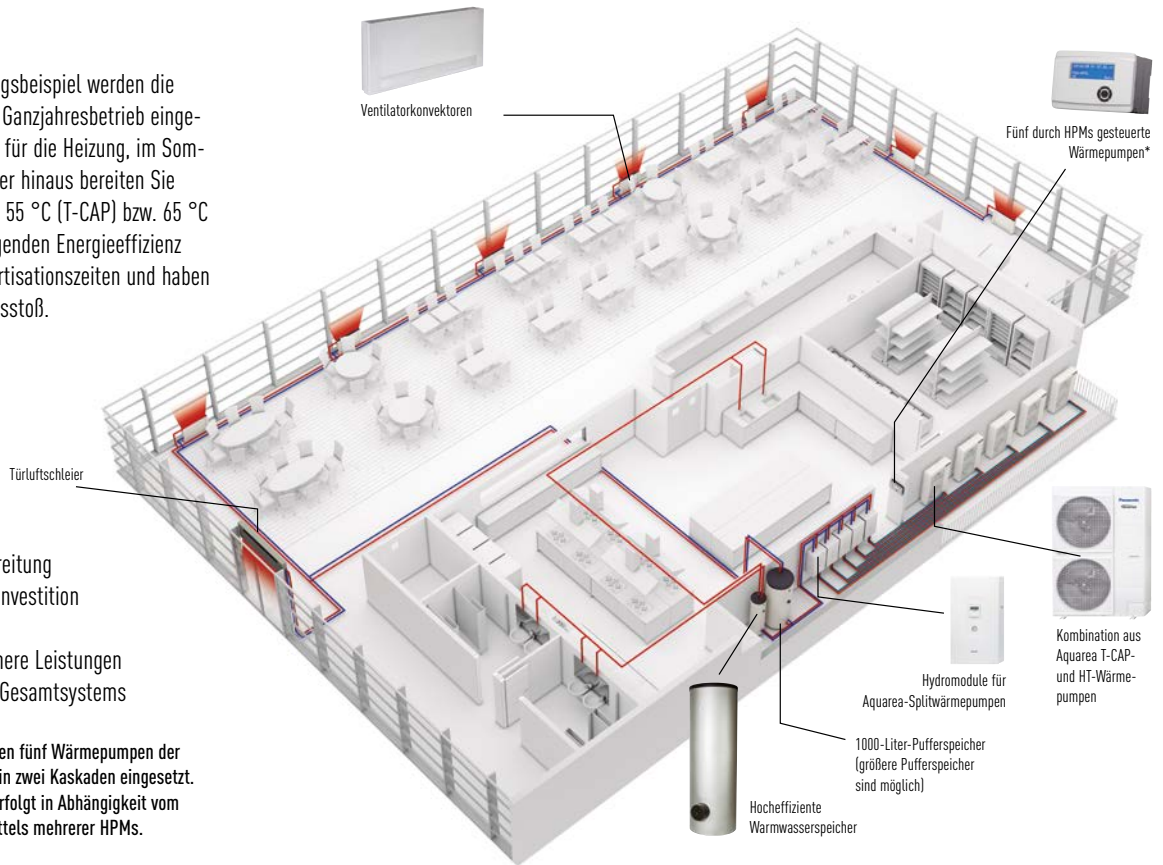 gsbeispiel werden die
Ganzjahresbetrieb einge-
für die Heizung, im Som-
er hinaus bereiten Sie
55 °C (T-CAP) bzw. 65 °C
genden Energieeffizienz
rtisationszeiten und haben
sstoß.
Ventilatorkonvektoren
Fünf durch HPMs gesteuerte
Wärmepumpen*
Türluftschleier
reitung
nvestition
nere Leistungen
Gesamtsystems
en fünf Wärmepumpen der
in zwei Kaskaden eingesetzt.
rfolgt in Abhängigkeit vom
ttels mehrerer HPMs.
Panasonic
Kombination aus
Aquarea T-CAP-
und HT-Wärme-
pumpen
Hydromodule für
Aquarea-Splitwärmepumpen
1000-Liter-Pufferspeicher
(größere Pufferspeicher
sind möglich)
Hocheffiziente
Warmwasserspeicher